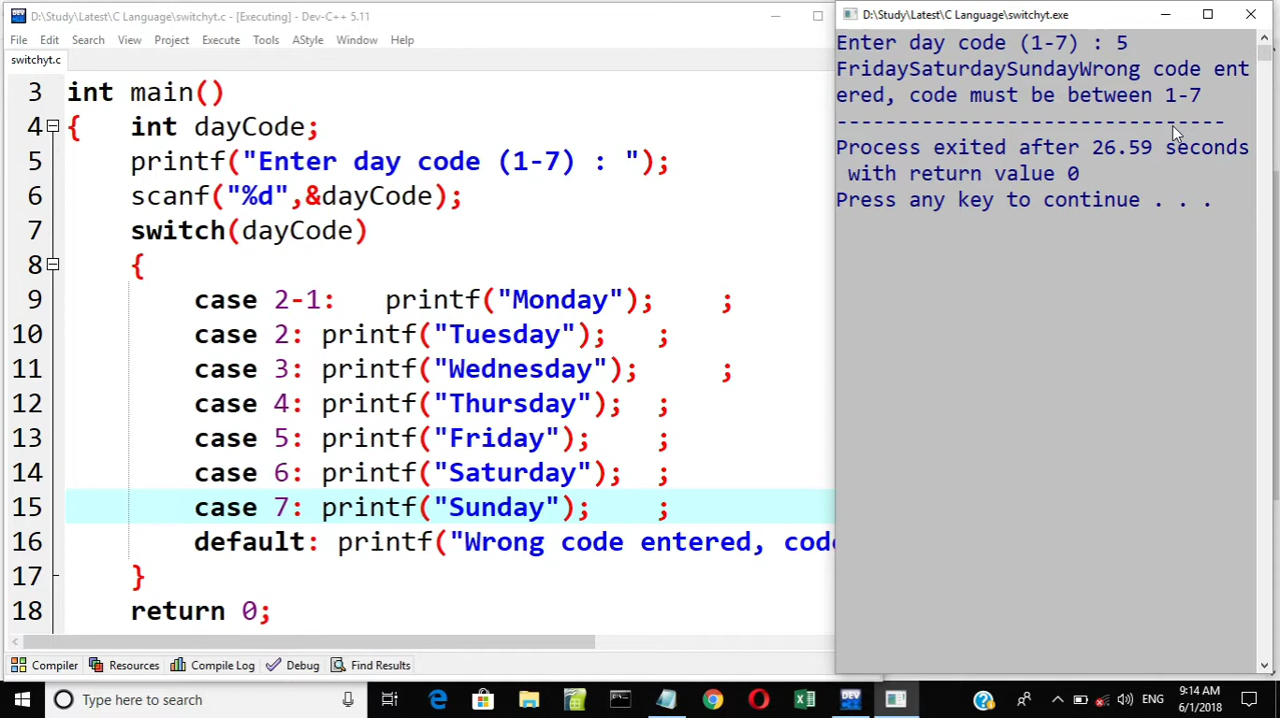 D:\Study\Latest\C Language\switchyt.c - [Executing] - Dev-C++ 5.11
File Edit Search View Project Execute Tools AStyle Window Help
switchyt.c
3 int main()
4 { int dayCode;
5 printf("Enter day code (1-7) : ");
6 scanf("%d",&dayCode);
7 switch(dayCode)
8 {
9 case 2-1: printf("Monday"); ;
10 case 2: printf("Tuesday"); ;
11 case 3: printf("Wednesday"); ;
12 case 4: printf("Thursday"); ;
13 case 5: printf("Friday"); ;
14 case 6: printf("Saturday"); ;
15 case 7: printf("Sunday"); ;
16 default: printf("Wrong code entered, code
17 }
18 return 0;
Compiler Resources Compile Log Debug Find Results
D:\Study\Latest\C Language\switchyt.exe
Enter day code (1-7) : 5
FridaySaturdaySundayWrong code ent
ered, code must be between 1-7
--------------------------------
Process exited after 26.59 seconds
with return value 0
Press any key to continue . . .
Type here to search
ENG
9:14 AM
6/1/2018